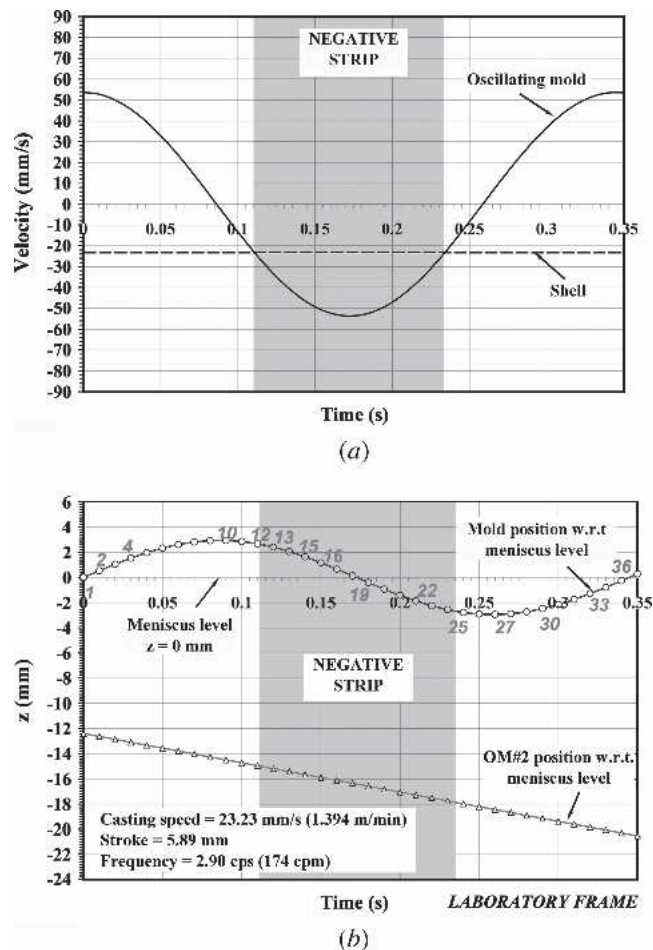 90
80
70
60
50
40
30
20
10
0
-10
-20
-30
-40
-50
-60
-70
-80
-90
Velocity (mm/s)
NEGATIVE
STRIP
Oscillating mold
0 0.05 0.15 0.2 0.3 0.35
Shell
Time (s)
(a)
6
4
2
0
-2
-4
-6
-8
-10
-12
-14
-16
-18
-20
-22
-24
z (mm)
1 2 4 10 12 13 15 16 19 22 25 27 30 33 36
Mold position w.r.t
meniscus level
0 0.05 0.1 0.15 0.2 0.25 0.3 0.35
Meniscus level
z = 0 mm
NEGATIVE
STRIP
OM#2 position w.r.t.
meniscus level
Casting speed = 23.23 mm/s (1.394 m/min)
Stroke = 5.89 mm
Frequency = 2.90 cps (174 cpm)
Time (s)
LABORATORY FRAME
(b)